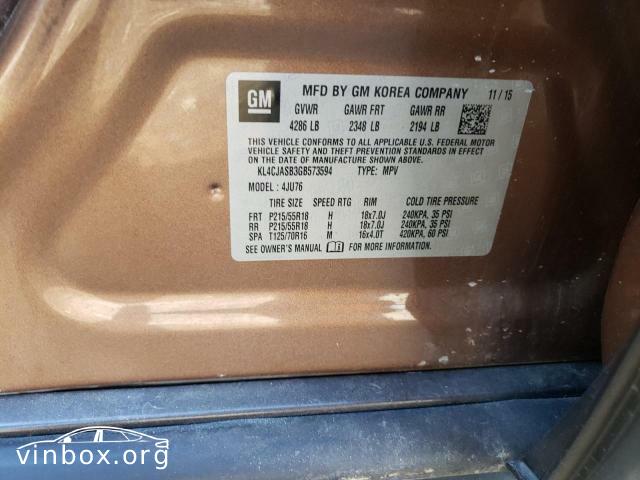 GM
MFD BY GM KOREA COMPANY 11/15
GVWR GAWR FRT GAWR RR
4286 LB 2348 LB 2194 LB
THIS VEHICLE CONFORMS TO ALL APPLICABLE U.S. FEDERAL MOTOR
VEHICLE SAFETY AND THEFT PREVENTION STANDARDS IN EFFECT ON
THE DATE OF MANUFACTURE SHOWN ABOVE.
KL4CJASB3GB573594 TYPE: MPV
MODEL: 4JU76
TIRE SIZE SPEED RTG RIM COLD TIRE PRESSURE
FRT P215/55R18 H 18x7.0J 240KPA, 35 PSI
RR P215/55R18 H 18x7.0J 240KPA, 35 PSI
SPA T125/70R16 M 16x4.0T 420KPA, 60 PSI
SEE OWNER'S MANUAL FOR MORE INFORMATION.
vinbox.org